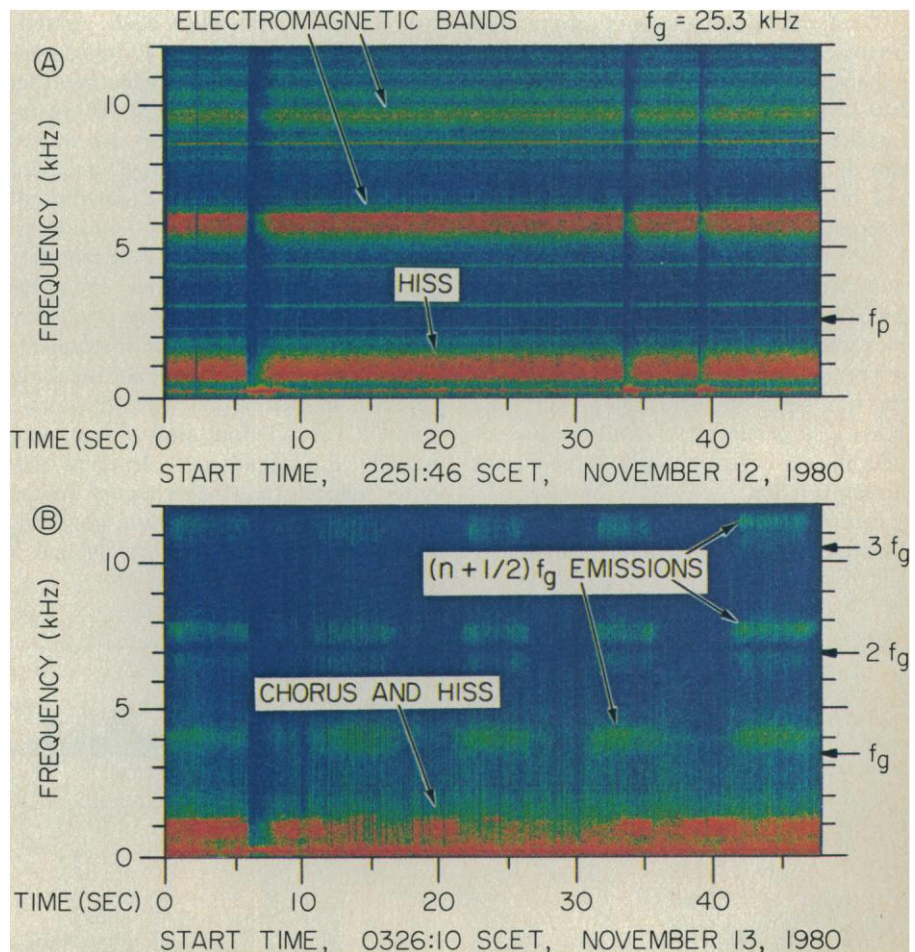 ELECTROMAGNETIC BANDS f_g = 25.3 kHz
Ⓐ
FREQUENCY (kHz)
10
5
0
HISS
f_p
TIME (SEC) 0 10 20 30 40
START TIME, 2251:46 SCET, NOVEMBER 12, 1980
Ⓑ
FREQUENCY (kHz)
10
5
0
(n + 1/2) f_g EMISSIONS
CHORUS AND HISS
3 f_g
2 f_g
f_g
TIME (SEC) 0 10 20 30 40
START TIME, 0326:10 SCET, NOVEMBER 13, 1980